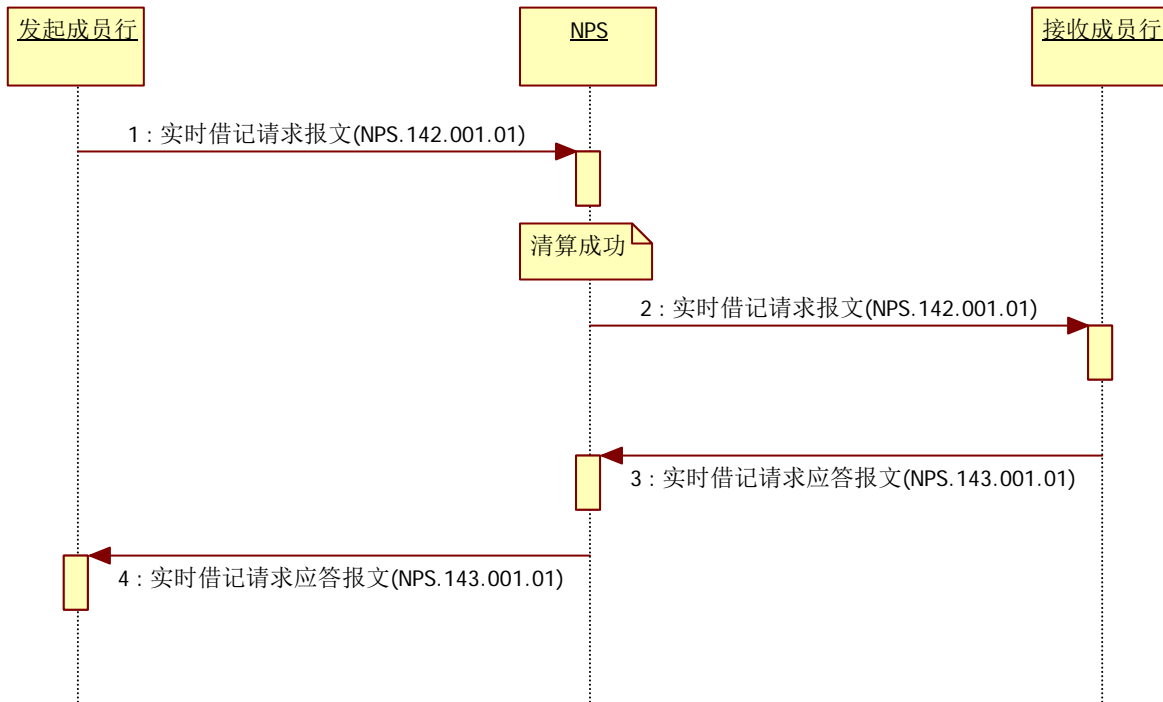 发起成员行
NPS
接收成员行
1 : 实时借记请求报文(NPS.142.001.01)
清算成功
2 : 实时借记请求报文(NPS.142.001.01)
3 : 实时借记请求应答报文(NPS.143.001.01)
4 : 实时借记请求应答报文(NPS.143.001.01)